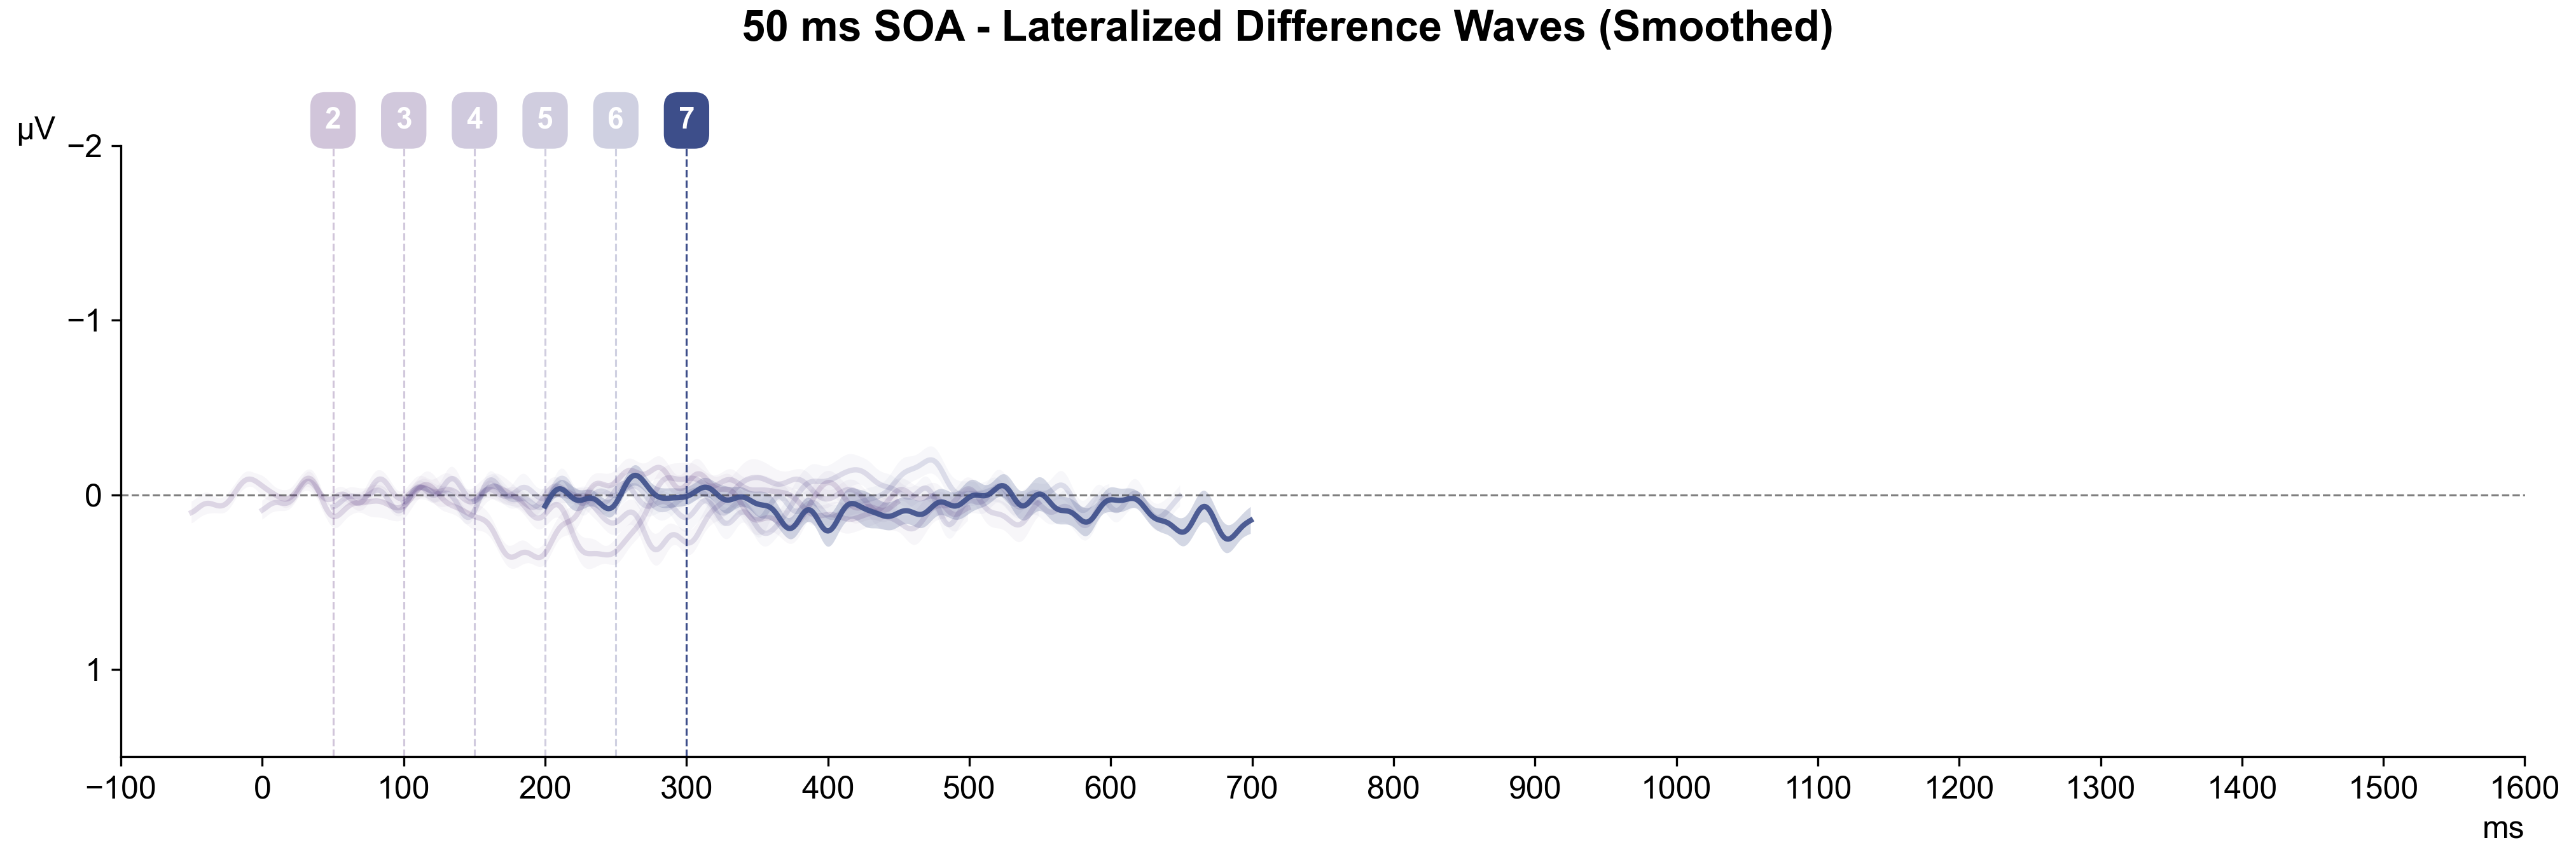 50 ms SOA - Lateralized Difference Waves (Smoothed)
2 3 4 5 6 7
µV
−2
−1
0
1
−100 0 100 200 300 400 500 600 700 800 900 1000 1100 1200 1300 1400 1500 1600
ms